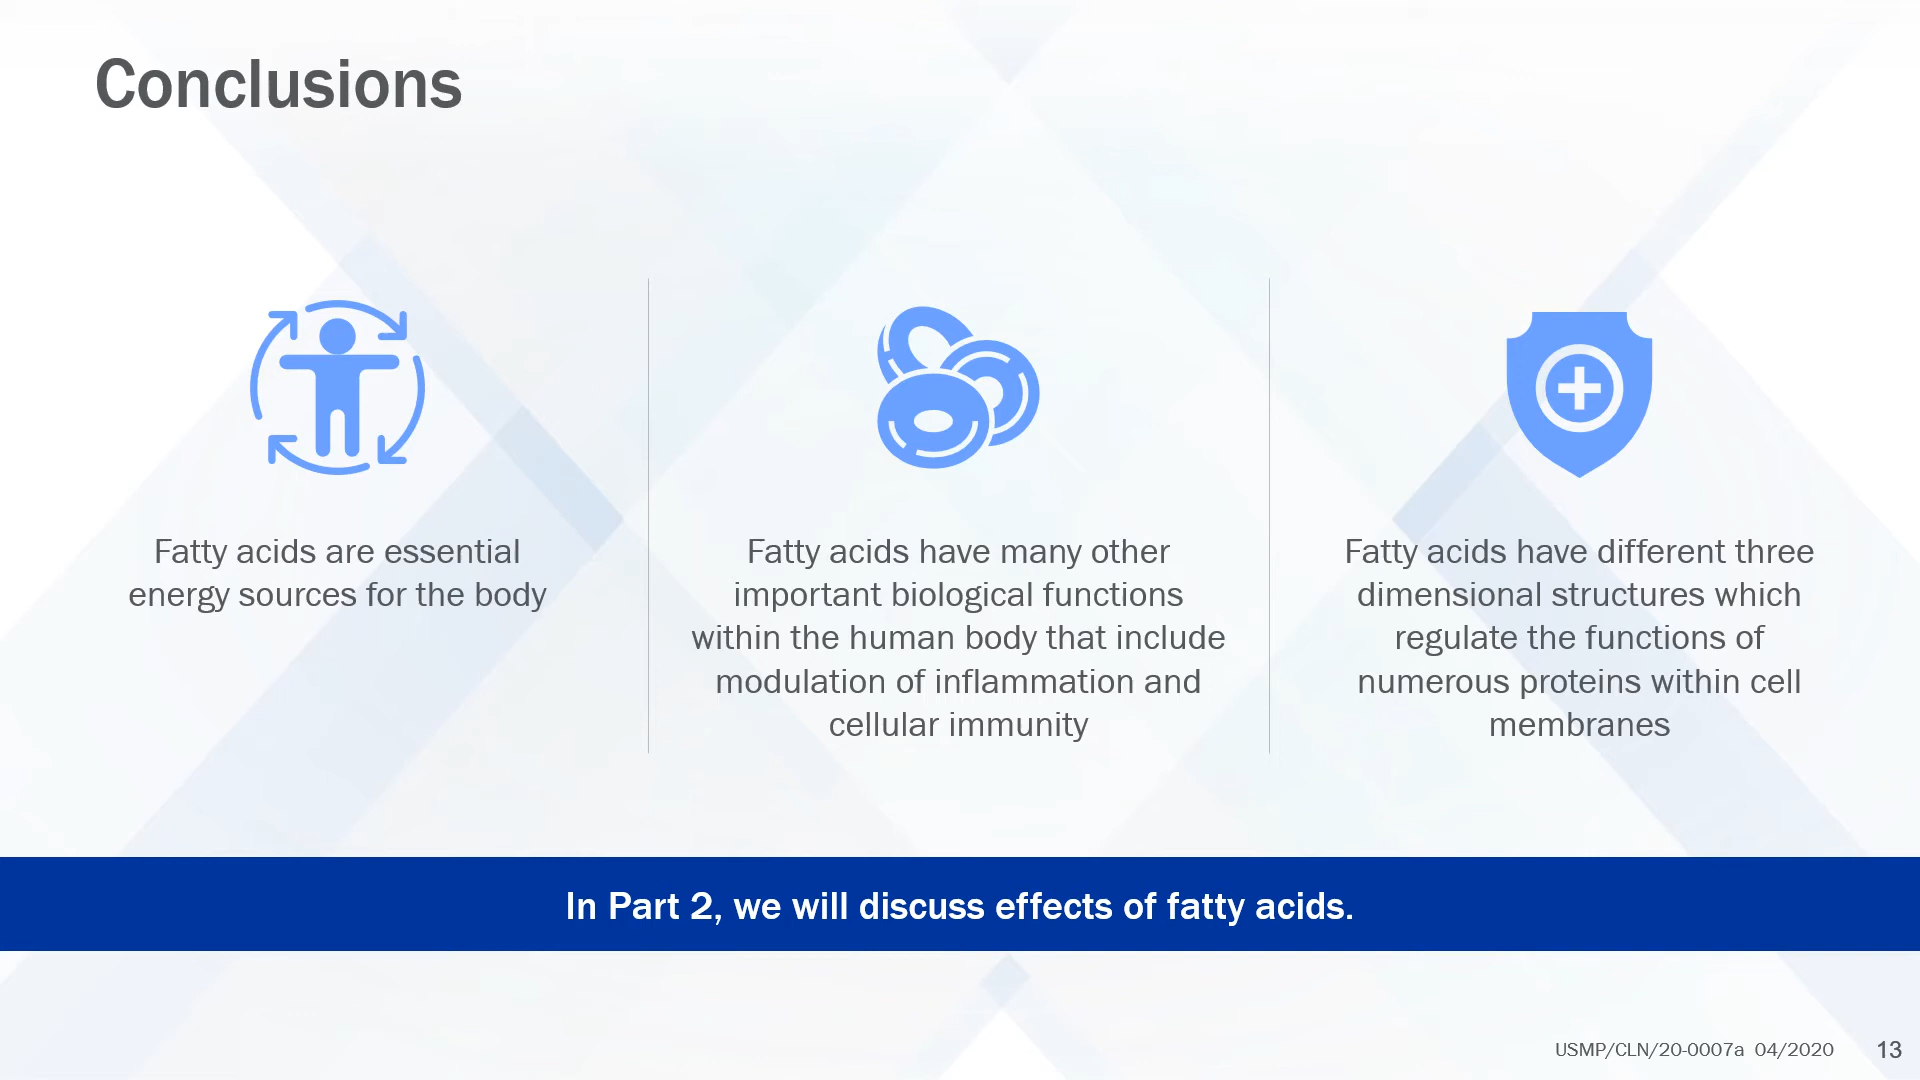 Conclusions
Fatty acids are essential
energy sources for the body
Fatty acids have many other
important biological functions
within the human body that include
modulation of inflammation and
cellular immunity
Fatty acids have different three
dimensional structures which
regulate the functions of
numerous proteins within cell
membranes
In Part 2, we will discuss effects of fatty acids.
USMP/CLN/20-0007a 04/2020 13